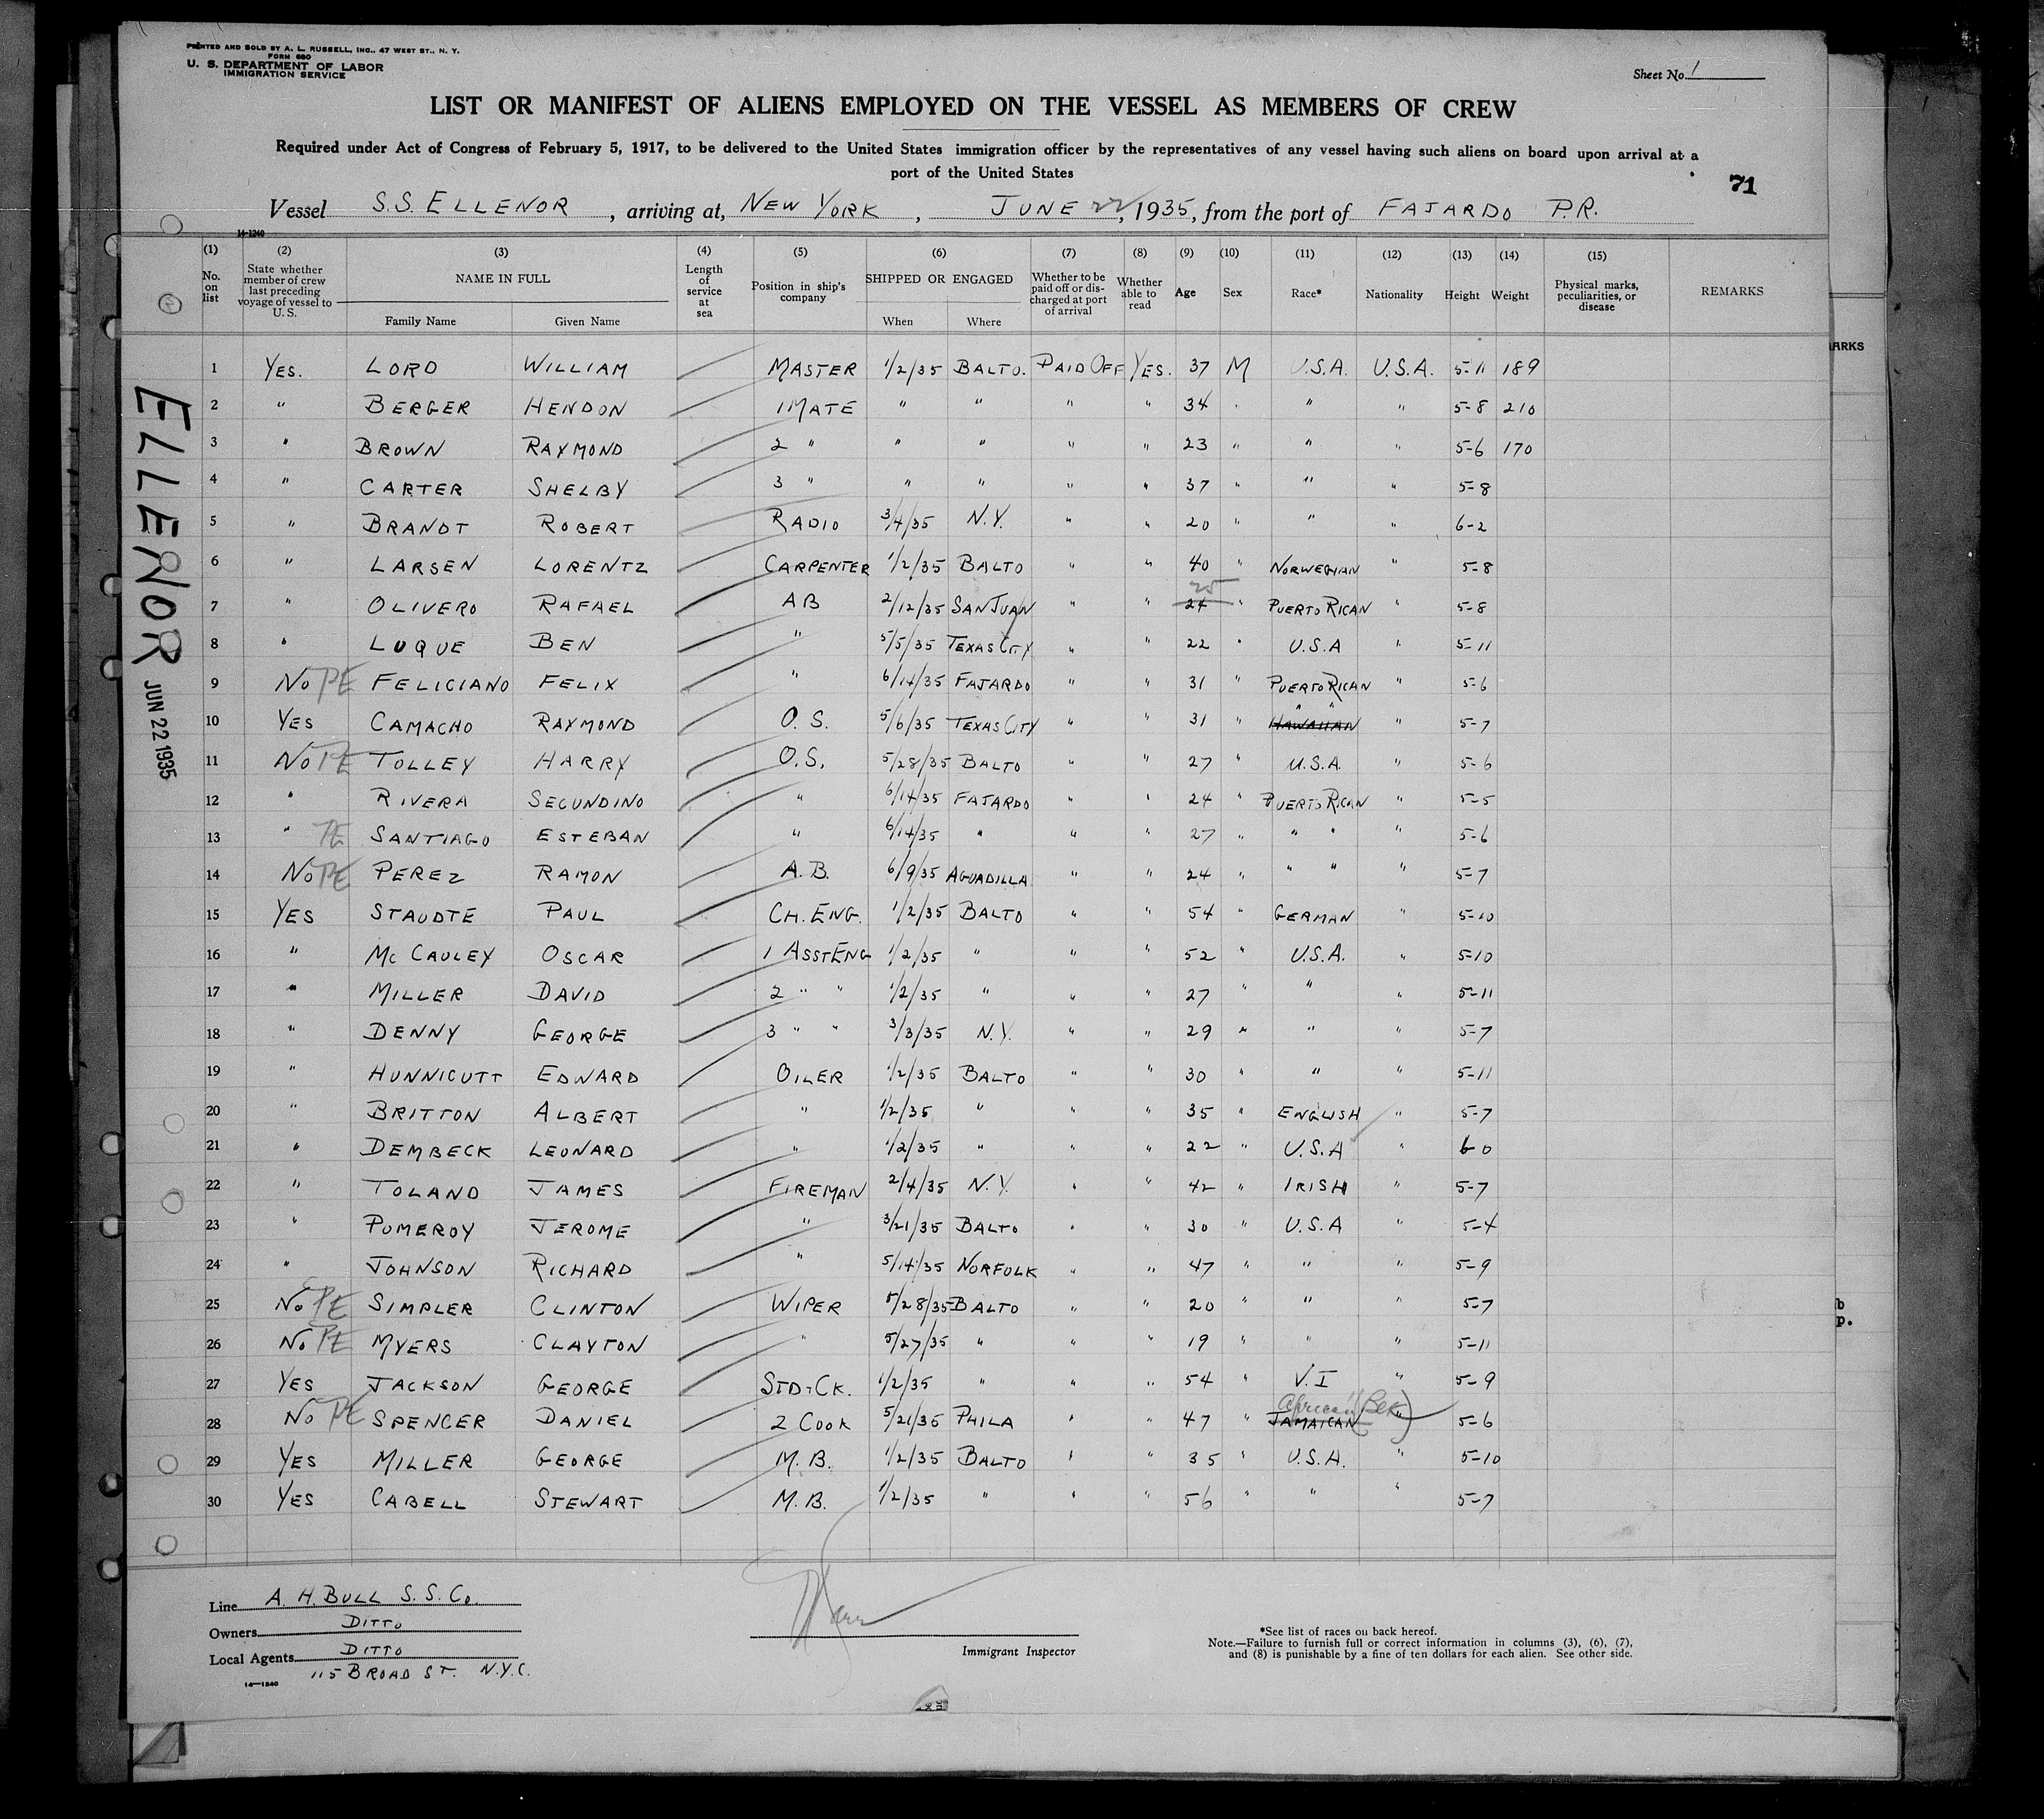 PRINTED AND SOLD BY A. L. RUSSELL, INC., 47 WEST ST., N. Y.
FORM 680
U. S. DEPARTMENT OF LABOR
IMMIGRATION SERVICE
Sheet No. 1
LIST OR MANIFEST OF ALIENS EMPLOYED ON THE VESSEL AS MEMBERS OF CREW
Required under Act of Congress of February 5, 1917, to be delivered to the United States immigration officer by the representatives of any vessel having such aliens on board upon arrival at a
port of the United States
71
Vessel S.S. ELLENOR, arriving at, NEW YORK, JUNE 22, 1935, from the port of FAJARDO P.R.
14-1240
(1) (2) (3) (4) (5) (6) (7) (8) (9) (10) (11) (12) (13) (14) (15)
No. on list
State whether member of crew last preceding voyage of vessel to U. S.
NAME IN FULL
Family Name Given Name
Length of service at sea
Position in ship's company
SHIPPED OR ENGAGED
When Where
Whether to be paid off or discharged at port of arrival
Whether able to read
Age Sex Race* Nationality Height Weight
Physical marks, peculiarities, or disease
REMARKS
1 YES. LORD WILLIAM MASTER 1/2/35 BALTO. PAID OFF YES. 37 M U.S.A. U.S.A. 5-11 189
2 " BERGER HENDON 1 MATE " " " " 34 " " " 5-8 210
3 " BROWN RAYMOND 2 " " " " " 23 " " " 5-6 170
4 " CARTER SHELBY 3 " " " " " 37 " " " 5-8
5 " BRANDT ROBERT RADIO 3/4/35 N.Y. " " 20 " " " 6-2
6 " LARSEN LORENTZ CARPENTER 1/2/35 BALTO " " 40 " NORWEGIAN " 5-8
7 " OLIVERO RAFAEL AB 2/12/35 SAN JUAN " " 24 25 " PUERTO RICAN " 5-8
8 " LUQUE BEN " 5/5/35 TEXAS CITY " " 22 " U.S.A " 5-11
9 NO PE FELICIANO FELIX " 6/14/35 FAJARDO " " 31 " PUERTO RICAN " 5-6
10 YES CAMACHO RAYMOND O. S. 5/6/35 TEXAS CITY " " 31 " HAWAIIAN " " " 5-7
11 NO PE TOLLEY HARRY O.S. 5/28/35 BALTO " " 27 " U.S.A. " 5-6
12 " RIVERA SECUNDINO " 6/14/35 FAJARDO " " 24 " PUERTO RICAN " 5-5
13 " PE SANTIAGO ESTEBAN " 6/14/35 " " " 27 " " " " 5-6
14 NO PE PEREZ RAMON A.B. 6/9/35 AGUADILLA " " 24 " " " " 5-7
15 YES STAUDTE PAUL CH. ENG. 1/2/35 BALTO " " 54 " GERMAN " 5-10
16 " MC CAULEY OSCAR 1 ASST ENG 1/2/35 " " " 52 " U.S.A. " 5-10
17 " MILLER DAVID 2 " " 1/2/35 " " " 27 " " " 5-11
18 " DENNY GEORGE 3 " " 3/3/35 N.Y. " " 29 " " " 5-7
19 " HUNNICUTT EDWARD OILER 1/2/35 BALTO " " 30 " " " 5-11
20 " BRITTON ALBERT " 1/2/35 " " " 35 " ENGLISH " 5-7
21 " DEMBECK LEONARD " 1/2/35 " " " 22 " U.S.A " 6 0
22 " TOLAND JAMES FIREMAN 2/4/35 N.Y. " " 42 " IRISH " 5-7
23 " POMEROY JEROME " 3/21/35 BALTO " " 30 " U.S.A " 5-4
24 " JOHNSON RICHARD " 5/14/35 NORFOLK " " 47 " " " 5-9
25 NO PE SIMPLER CLINTON WIPER 5/28/35 BALTO " " 20 " " " 5-7
26 NO PE MYERS CLAYTON " 5/27/35 " " " 19 " " " 5-11
27 YES JACKSON GEORGE STD-CK. 1/2/35 " " " 54 " V.I " 5-9
28 NO PE SPENCER DANIEL 2 COOK 5/21/35 PHILA " " 47 " JAMAICAN African (Blk) " 5-6
29 YES MILLER GEORGE M.B. 1/2/35 BALTO " " 35 " U.S.A. " 5-10
30 YES CABELL STEWART M.B. 1/2/35 " " " 56 " " " 5-7
ELLENOR
JUN 22 1935
Line A. H. BULL S. S. Co.
Owners DITTO
Local Agents DITTO
115 BROAD ST. N.Y.C.
14-1240
Immigrant Inspector
*See list of races on back hereof.
Note.—Failure to furnish full or correct information in columns (3), (6), (7),
and (8) is punishable by a fine of ten dollars for each alien. See other side.
ARKS
b
p.